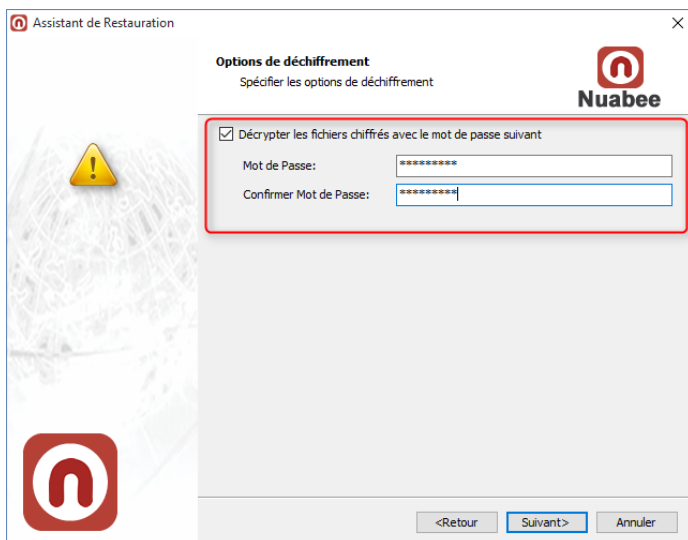 Assistant de Restauration
Options de déchiffrement
Spécifier les options de déchiffrement
Nuabee
Décrypter les fichiers chiffrés avec le mot de passe suivant
Mot de Passe: *********
Confirmer Mot de Passe: *********
<Retour Suivant> Annuler